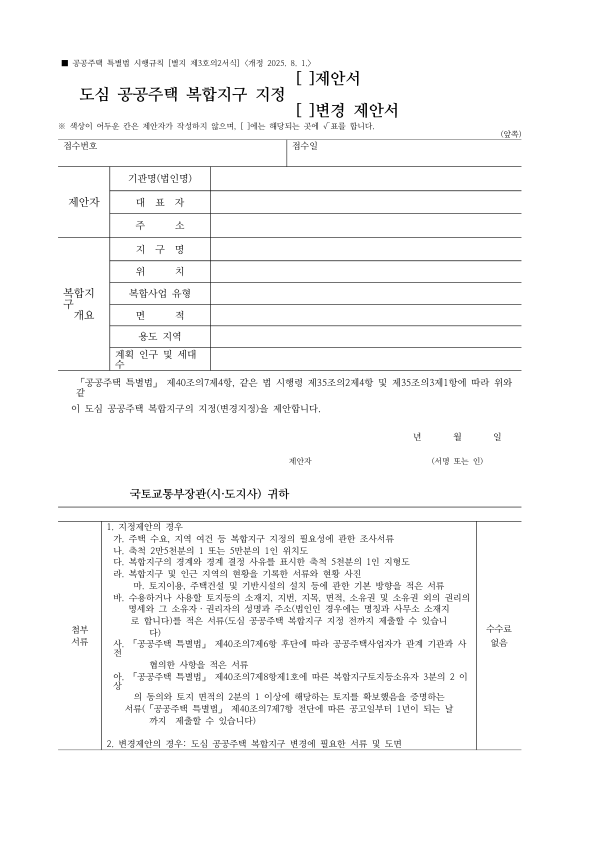 ■ 공공주택 특별법 시행규칙 [별지 제3호의2서식] <개정 2025. 8. 1.>
도심 공공주택 복합지구 지정
[ ]제안서
[ ]변경 제안서
※ 색상이 어두운 칸은 제안자가 작성하지 않으며, [ ]에는 해당되는 곳에 √표를 합니다.
(앞쪽)
접수번호
접수일
제안자
기관명(법인명)
대 표 자
주 소
복합지
구
개요
지 구 명
위 치
복합사업 유형
면 적
용도 지역
계획 인구 및 세대
수
「공공주택 특별법」 제40조의7제4항, 같은 법 시행령 제35조의2제4항 및 제35조의3제1항에 따라 위와
같
이 도심 공공주택 복합지구의 지정(변경지정)을 제안합니다.
년 월 일
제안자 (서명 또는 인)
국토교통부장관(시·도지사) 귀하
첨부
서류
1. 지정제안의 경우
가. 주택 수요, 지역 여건 등 복합지구 지정의 필요성에 관한 조사서류
나. 축척 2만5천분의 1 또는 5만분의 1인 위치도
다. 복합지구의 경계와 경계 결정 사유를 표시한 축척 5천분의 1인 지형도
라. 복합지구 및 인근 지역의 현황을 기록한 서류와 현황 사진
마. 토지이용, 주택건설 및 기반시설의 설치 등에 관한 기본 방향을 적은 서류
바. 수용하거나 사용할 토지등의 소재지, 지번, 지목, 면적, 소유권 및 소유권 외의 권리의
명세와 그 소유자ㆍ권리자의 성명과 주소(법인인 경우에는 명칭과 사무소 소재지
로 합니다)를 적은 서류(도심 공공주택 복합지구 지정 전까지 제출할 수 있습니
다)
사. 「공공주택 특별법」 제40조의7제6항 후단에 따라 공공주택사업자가 관계 기관과 사
전
협의한 사항을 적은 서류
아. 「공공주택 특별법」 제40조의7제8항제1호에 따른 복합지구토지등소유자 3분의 2 이
상
의 동의와 토지 면적의 2분의 1 이상에 해당하는 토지를 확보했음을 증명하는
서류(「공공주택 특별법」 제40조의7제7항 전단에 따른 공고일부터 1년이 되는 날
까지 제출할 수 있습니다)
2. 변경제안의 경우: 도심 공공주택 복합지구 변경에 필요한 서류 및 도면
수수료
없음